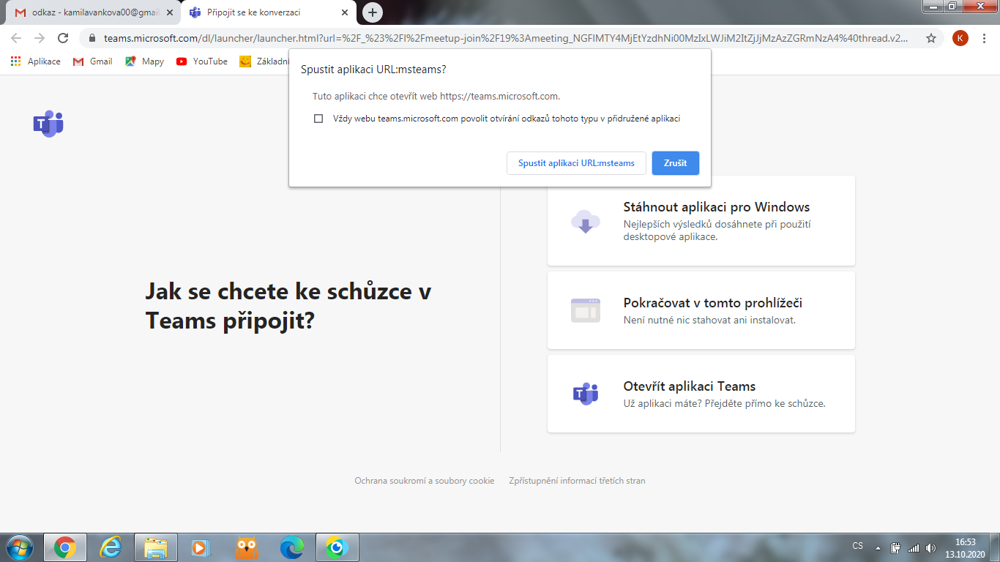 odkaz - kamilavankova00@gmail
Připojit se ke konverzaci
teams.microsoft.com/dl/launcher/launcher.html?url=%2F_%23%2Fl%2Fmeetup-join%2F19%3Ameeting_NGFlMTY4MjEtYzdhNi00MzIxLWJiM2ItZjJjMzAzZGRmNzA4%40thread.v2...
K
Aplikace
Gmail
Mapy
YouTube
Základní
Spustit aplikaci URL:msteams?
Tuto aplikaci chce otevřít web https://teams.microsoft.com.
Vždy webu teams.microsoft.com povolit otvírání odkazů tohoto typu v přidružené aplikaci
Spustit aplikaci URL:msteams
Zrušit
Jak se chcete ke schůzce v
Teams připojit?
Stáhnout aplikaci pro Windows
Nejlepších výsledků dosáhnete při použití
desktopové aplikace.
Pokračovat v tomto prohlížeči
Není nutné nic stahovat ani instalovat.
Otevřít aplikaci Teams
Už aplikaci máte? Přejděte přímo ke schůzce.
Ochrana soukromí a soubory cookie
Zpřístupnění informací třetích stran
CS
16:53
13.10.2020